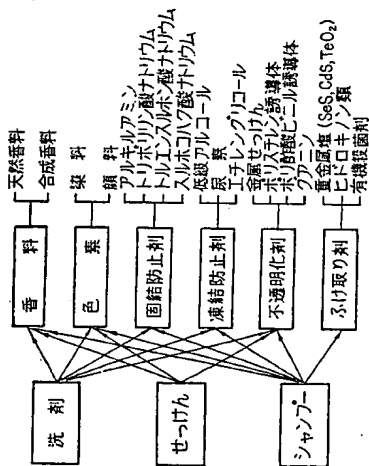 洗剤
せっけん
シャンプー
香料
色素
固結防止剤
凍結防止剤
不透明化剤
ふけ取り剤
天然香料
合成香料
染料
顔料
アルキルアミン
トリポリリン酸ナトリウム
トルエンスルホン酸ナトリウム
スルホコハク酸ナトリウム
低級アルコール
尿素
エチレングリコール
金属せっけん
ポリスチレン誘導体
ポリ酢酸ビニル誘導体
グアニン
重金属塩 (SeS, CdS, TeO2)
ヒドロキノン類
有機殺菌剤